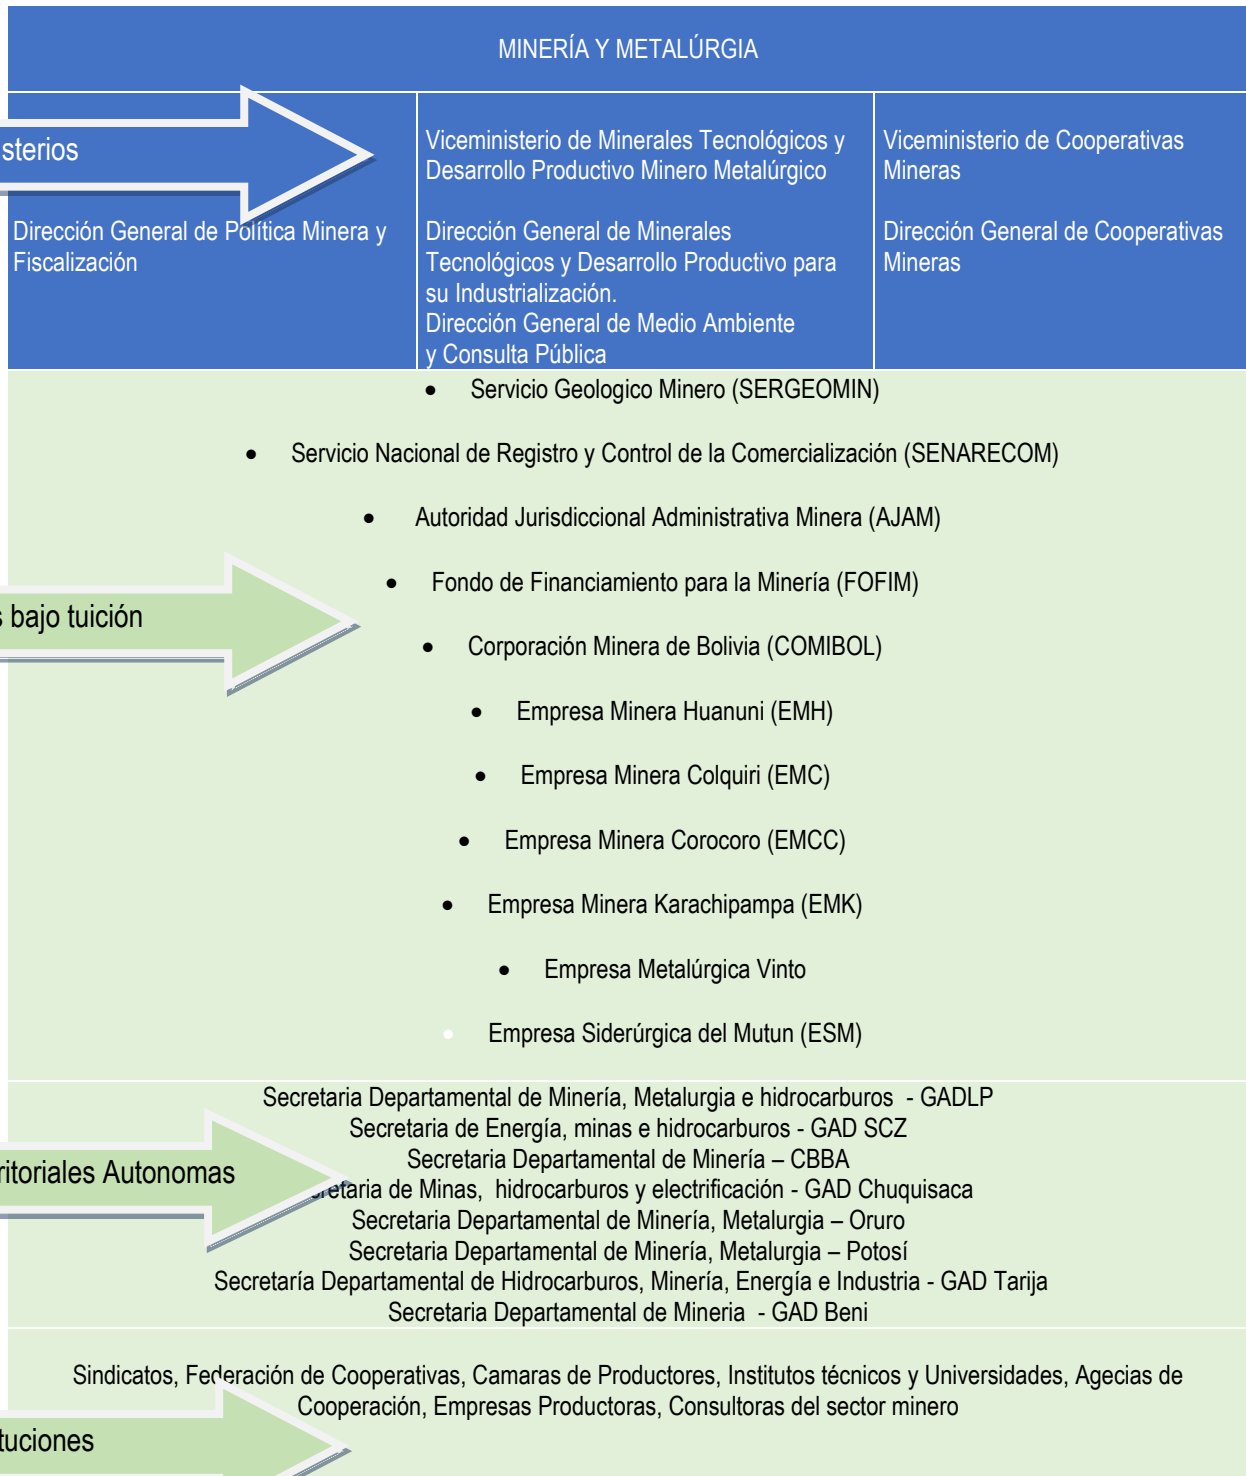 MINERÍA Y METALÚRGIA
sterios
Viceministerio de Minerales Tecnológicos y
Desarrollo Productivo Minero Metalúrgico
Viceministerio de Cooperativas
Mineras
Dirección General de Política Minera y
Fiscalización
Dirección General de Minerales
Tecnológicos y Desarrollo Productivo para
su Industrialización.
Dirección General de Medio Ambiente
y Consulta Pública
Dirección General de Cooperativas
Mineras
• Servicio Geologico Minero (SERGEOMIN)
• Servicio Nacional de Registro y Control de la Comercialización (SENARECOM)
• Autoridad Jurisdiccional Administrativa Minera (AJAM)
• Fondo de Financiamiento para la Minería (FOFIM)
s bajo tuición
• Corporación Minera de Bolivia (COMIBOL)
• Empresa Minera Huanuni (EMH)
• Empresa Minera Colquiri (EMC)
• Empresa Minera Corocoro (EMCC)
• Empresa Minera Karachipampa (EMK)
• Empresa Metalúrgica Vinto
• Empresa Siderúrgica del Mutun (ESM)
Secretaria Departamental de Minería, Metalurgia e hidrocarburos - GADLP
Secretaria de Energía, minas e hidrocarburos - GAD SCZ
Secretaria Departamental de Minería – CBBA
ritoriales Autonomas
cretaria de Minas, hidrocarburos y electrificación - GAD Chuquisaca
Secretaria Departamental de Minería, Metalurgia – Oruro
Secretaria Departamental de Minería, Metalurgia – Potosí
Secretaría Departamental de Hidrocarburos, Minería, Energía e Industria - GAD Tarija
Secretaria Departamental de Mineria - GAD Beni
Sindicatos, Federación de Cooperativas, Camaras de Productores, Institutos técnicos y Universidades, Agecias de
Cooperación, Empresas Productoras, Consultoras del sector minero
tuciones